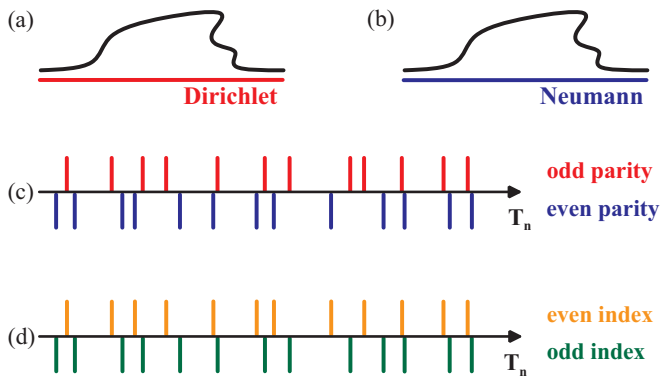 (a)
(b)
Dirichlet
Neumann
(c)
odd parity
even parity
Tn
(d)
even index
odd index
Tn